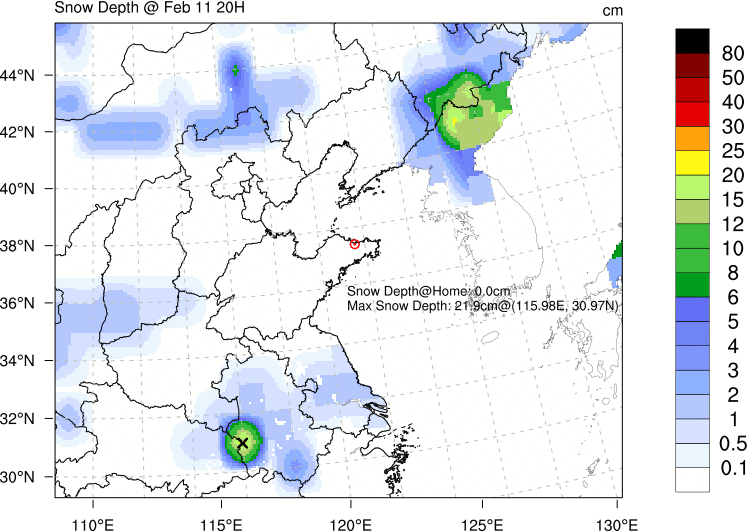 Snow Depth @ Feb 11 20H
cm
80
50
40
30
25
20
15
12
10
8
6
5
4
3
2
1
0.5
0.1
44°N
42°N
40°N
38°N
36°N
34°N
32°N
30°N
Snow Depth@Home: 0.0cm
Max Snow Depth: 21.9cm@(115.98E, 30.97N)
110°E
115°E
120°E
125°E
130°E